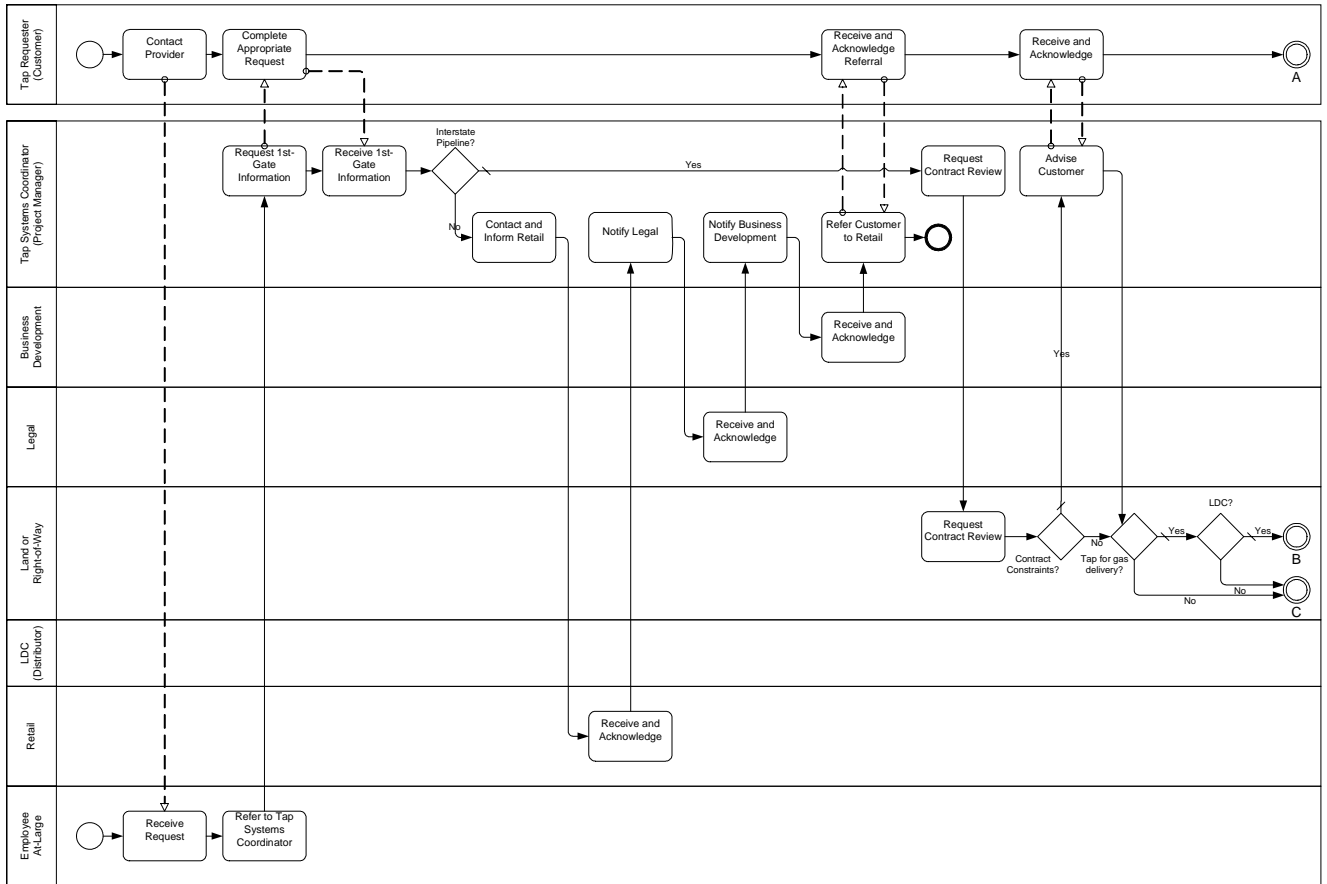 Tap Requester
(Customer)
Contact
Provider
Complete
Appropriate
Request
Receive and
Acknowledge
Referral
Receive and
Acknowledge
A
Tap Systems Coordinator
(Project Manager)
Request 1st-
Gate
Information
Receive 1st-
Gate
Information
Interstate
Pipeline?
Yes
No
Request
Contract Review
Advise
Customer
Contact and
Inform Retail
Notify Legal
Notify Business
Development
Refer Customer
to Retail
Business
Development
Receive and
Acknowledge
Yes
Legal
Receive and
Acknowledge
Land or
Right-of-Way
Request
Contract Review
Contract
Constraints?
No
Tap for gas
delivery?
Yes
LDC?
Yes
B
No
No
C
LDC
(Distributor)
Retail
Receive and
Acknowledge
Employee
At-Large
Receive
Request
Refer to Tap
Systems
Coordinator